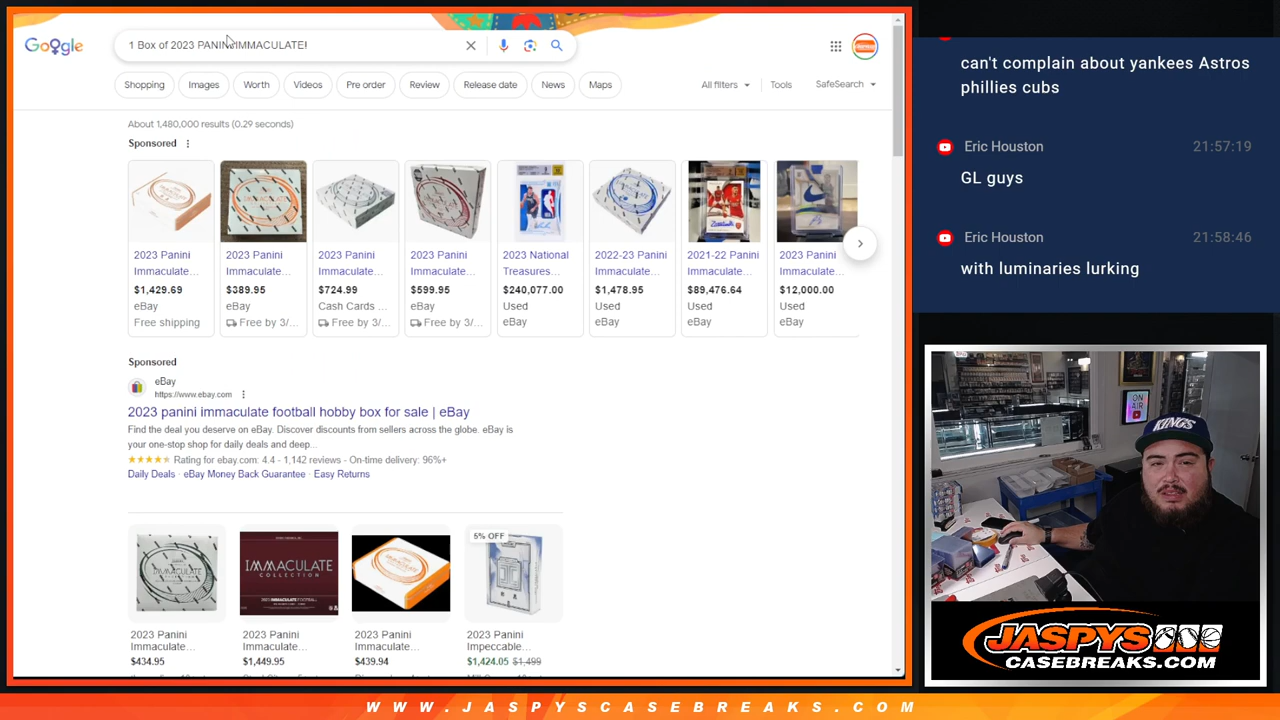 Google
1 Box of 2023 PANINI IMMACULATE!
Shopping
Images
Worth
Videos
Pre order
Review
Release date
News
Maps
All filters
Tools
SafeSearch
About 1,480,000 results (0.29 seconds)
Sponsored
2023 Panini
Immaculate...
$1,429.69
eBay
Free shipping
2023 Panini
Immaculate...
$389.95
eBay
Free by 3/...
2023 Panini
Immaculate...
$724.99
Cash Cards ...
Free by 3/...
2023 Panini
Immaculate...
$599.95
eBay
Free by 3/...
2023 National
Treasures...
$240,077.00
Used
eBay
2022-23 Panini
Immaculate...
$1,478.95
Used
eBay
2021-22 Panini
Immaculate...
$89,476.64
Used
eBay
2023 Panini
Immaculate...
$12,000.00
Used
eBay
Sponsored
eBay
https://www.ebay.com
2023 panini immaculate football hobby box for sale | eBay
Find the deal you deserve on eBay. Discover discounts from sellers across the globe. eBay is
your one-stop shop for daily deals and deep...
Rating for ebay.com: 4.4 - 1,142 reviews - On-time delivery: 96%+
Daily Deals · eBay Money Back Guarantee · Easy Returns
IMMACULATE
COLLECTION
5% OFF
2023 Panini
Immaculate...
$434.95
2023 Panini
Immaculate...
$1,449.95
2023 Panini
Immaculate...
$439.94
2023 Panini
Impeccable...
$1,424.05 $1,499
can't complain about yankees Astros
phillies cubs
Eric Houston
21:57:19
GL guys
Eric Houston
21:58:46
with luminaries lurking
ON AIR
KINGS
JASPYS
CASEBREAKS.COM
WWW.JASPYSCASEBREAKS.COM